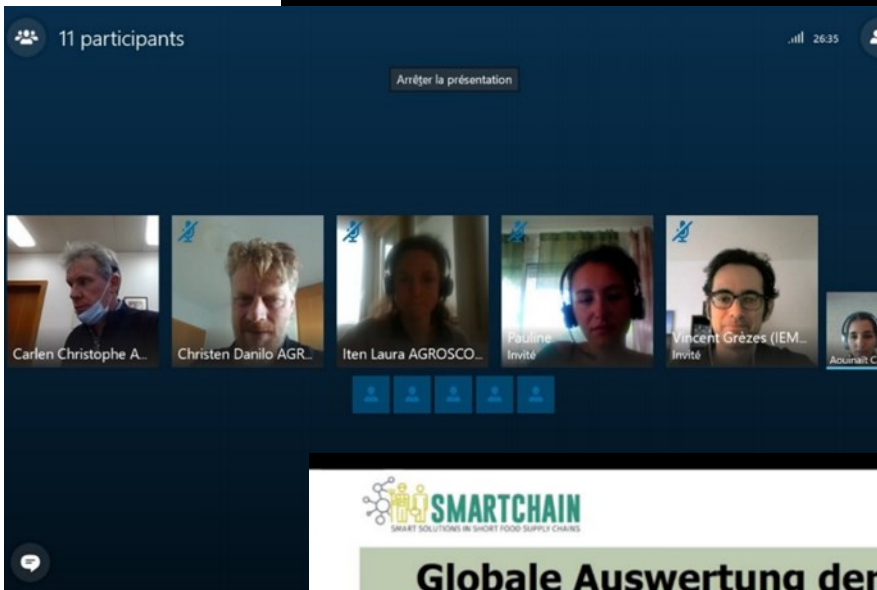 11 participants
26:35
Arrêter la présentation
Carlen Christophe A...
Christen Danilo AGR...
Iten Laura AGROSCO...
Pauline
Invité
Vincent Grèzes (IEM...
Invité
Aouinaït C
SMARTCHAIN
SMART SOLUTIONS IN SHORT FOOD SUPPLY CHAINS
Globale Auswertung der